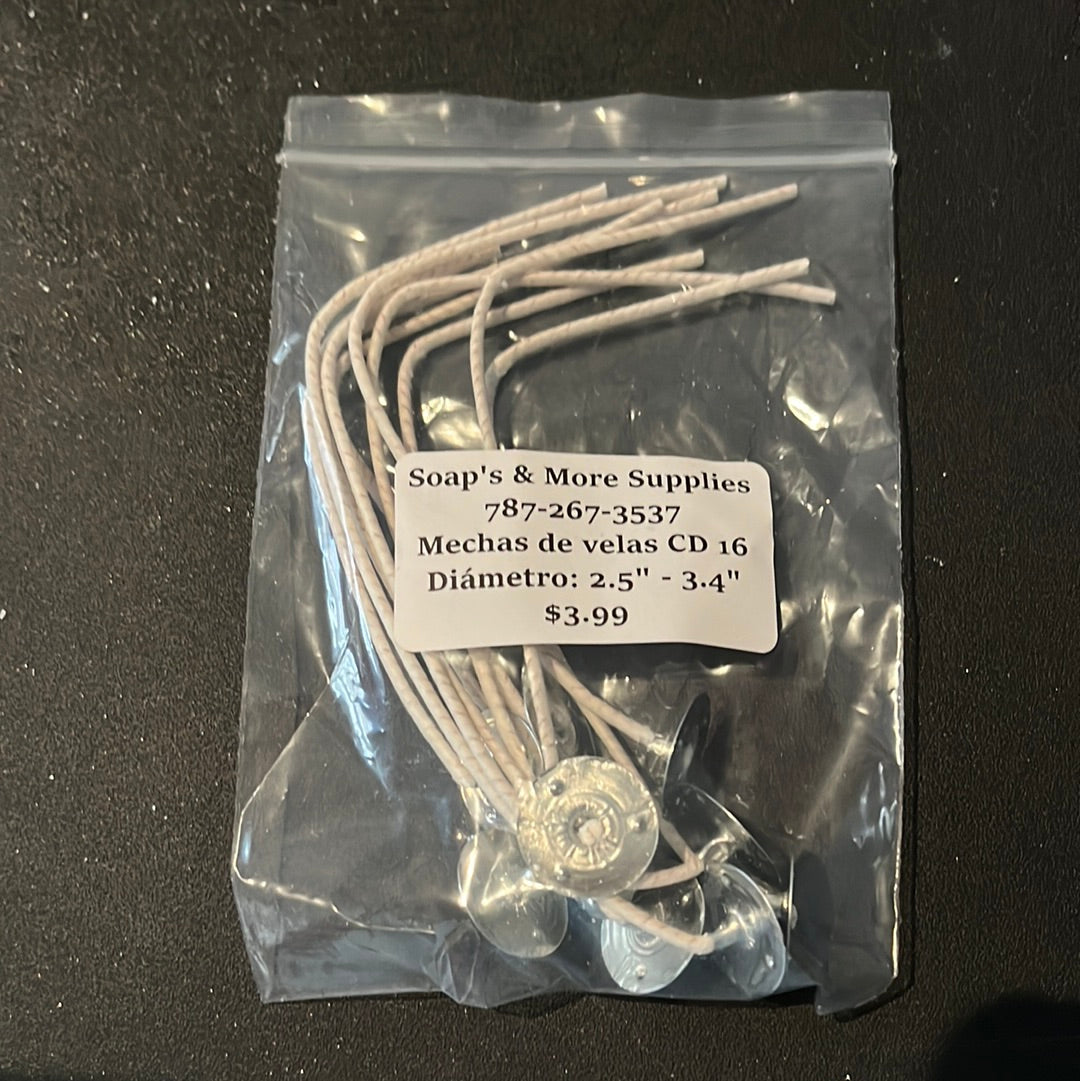 Soap's & More Supplies
787-267-3537
Mechas de velas CD 16
Diámetro: 2.5" - 3.4"
$3.99